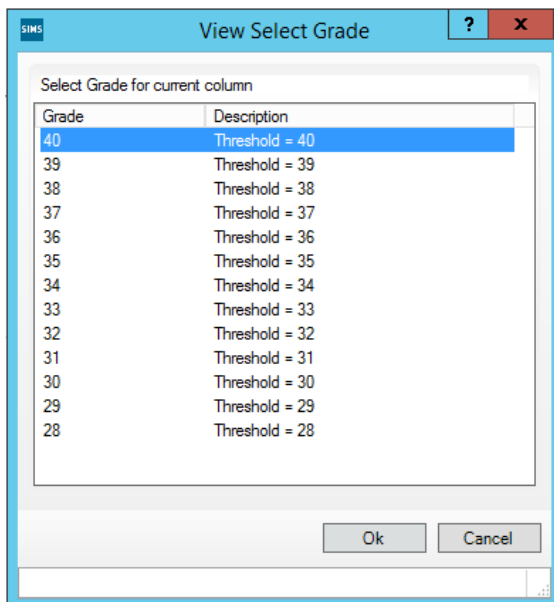 SIMS View Select Grade ? x
Select Grade for current column
Grade Description
40 Threshold = 40
39 Threshold = 39
38 Threshold = 38
37 Threshold = 37
36 Threshold = 36
35 Threshold = 35
34 Threshold = 34
33 Threshold = 33
32 Threshold = 32
31 Threshold = 31
30 Threshold = 30
29 Threshold = 29
28 Threshold = 28
Ok Cancel